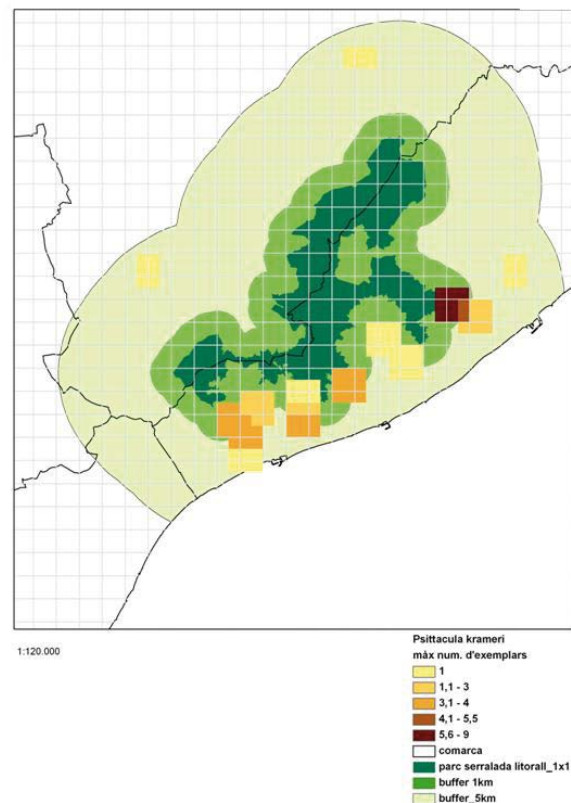 1:120.000
Psittacula krameri
màx num. d'exemplars
1
1,1 - 3
3,1 - 4
4,1 - 5,5
5,6 - 9
comarca
parc serralada litorall_1x1
buffer 1km
buffer_5km